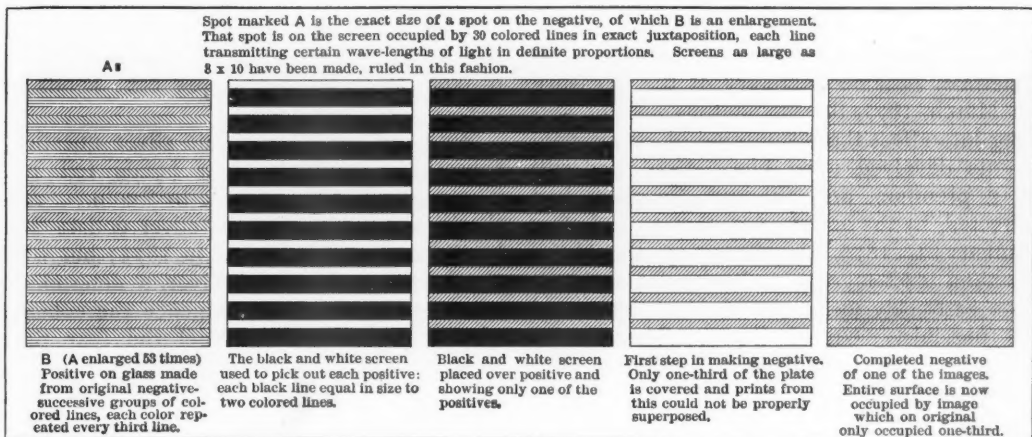 Spot marked A is the exact size of a spot on the negative, of which B is an enlargement.
That spot is on the screen occupied by 30 colored lines in exact juxtaposition, each line
transmitting certain wave-lengths of light in definite proportions. Screens as large as
8 x 10 have been made, ruled in this fashion.
A
B (A enlarged 53 times)
Positive on glass made
from original negative-
successive groups of col-
ored lines, each color rep-
eated every third line.
The black and white screen
used to pick out each positive:
each black line equal in size to
two colored lines.
Black and white screen
placed over positive and
showing only one of the
positives.
First step in making negative.
Only one-third of the plate
is covered and prints from
this could not be properly
superposed.
Completed negative
of one of the images.
Entire surface is now
occupied by image
which on original
only occupied one-third.